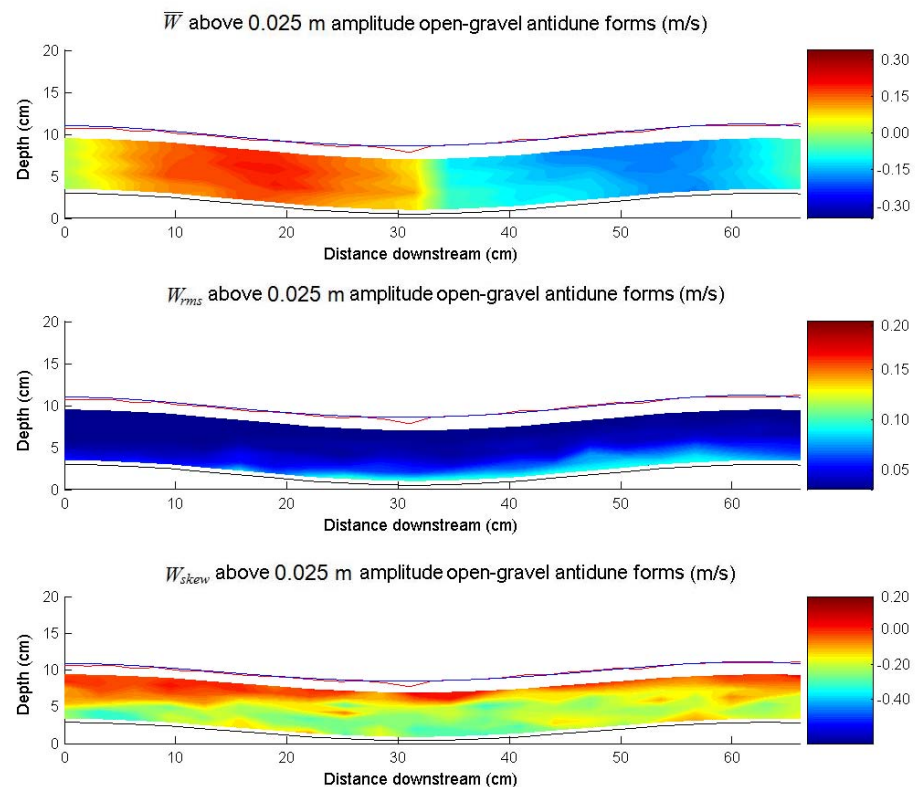 W̅ above 0.025 m amplitude open-gravel antidune forms (m/s)
20
15
10
5
0
Depth (cm)
0 10 20 30 40 50 60
Distance downstream (cm)
0.30
0.15
0.00
-0.15
-0.30
W_rms above 0.025 m amplitude open-gravel antidune forms (m/s)
20
15
10
5
0
Depth (cm)
0 10 20 30 40 50 60
Distance downstream (cm)
0.20
0.15
0.10
0.05
W_skew above 0.025 m amplitude open-gravel antidune forms (m/s)
20
15
10
5
0
Depth (cm)
0 10 20 30 40 50 60
Distance downstream (cm)
0.20
0.00
-0.20
-0.40